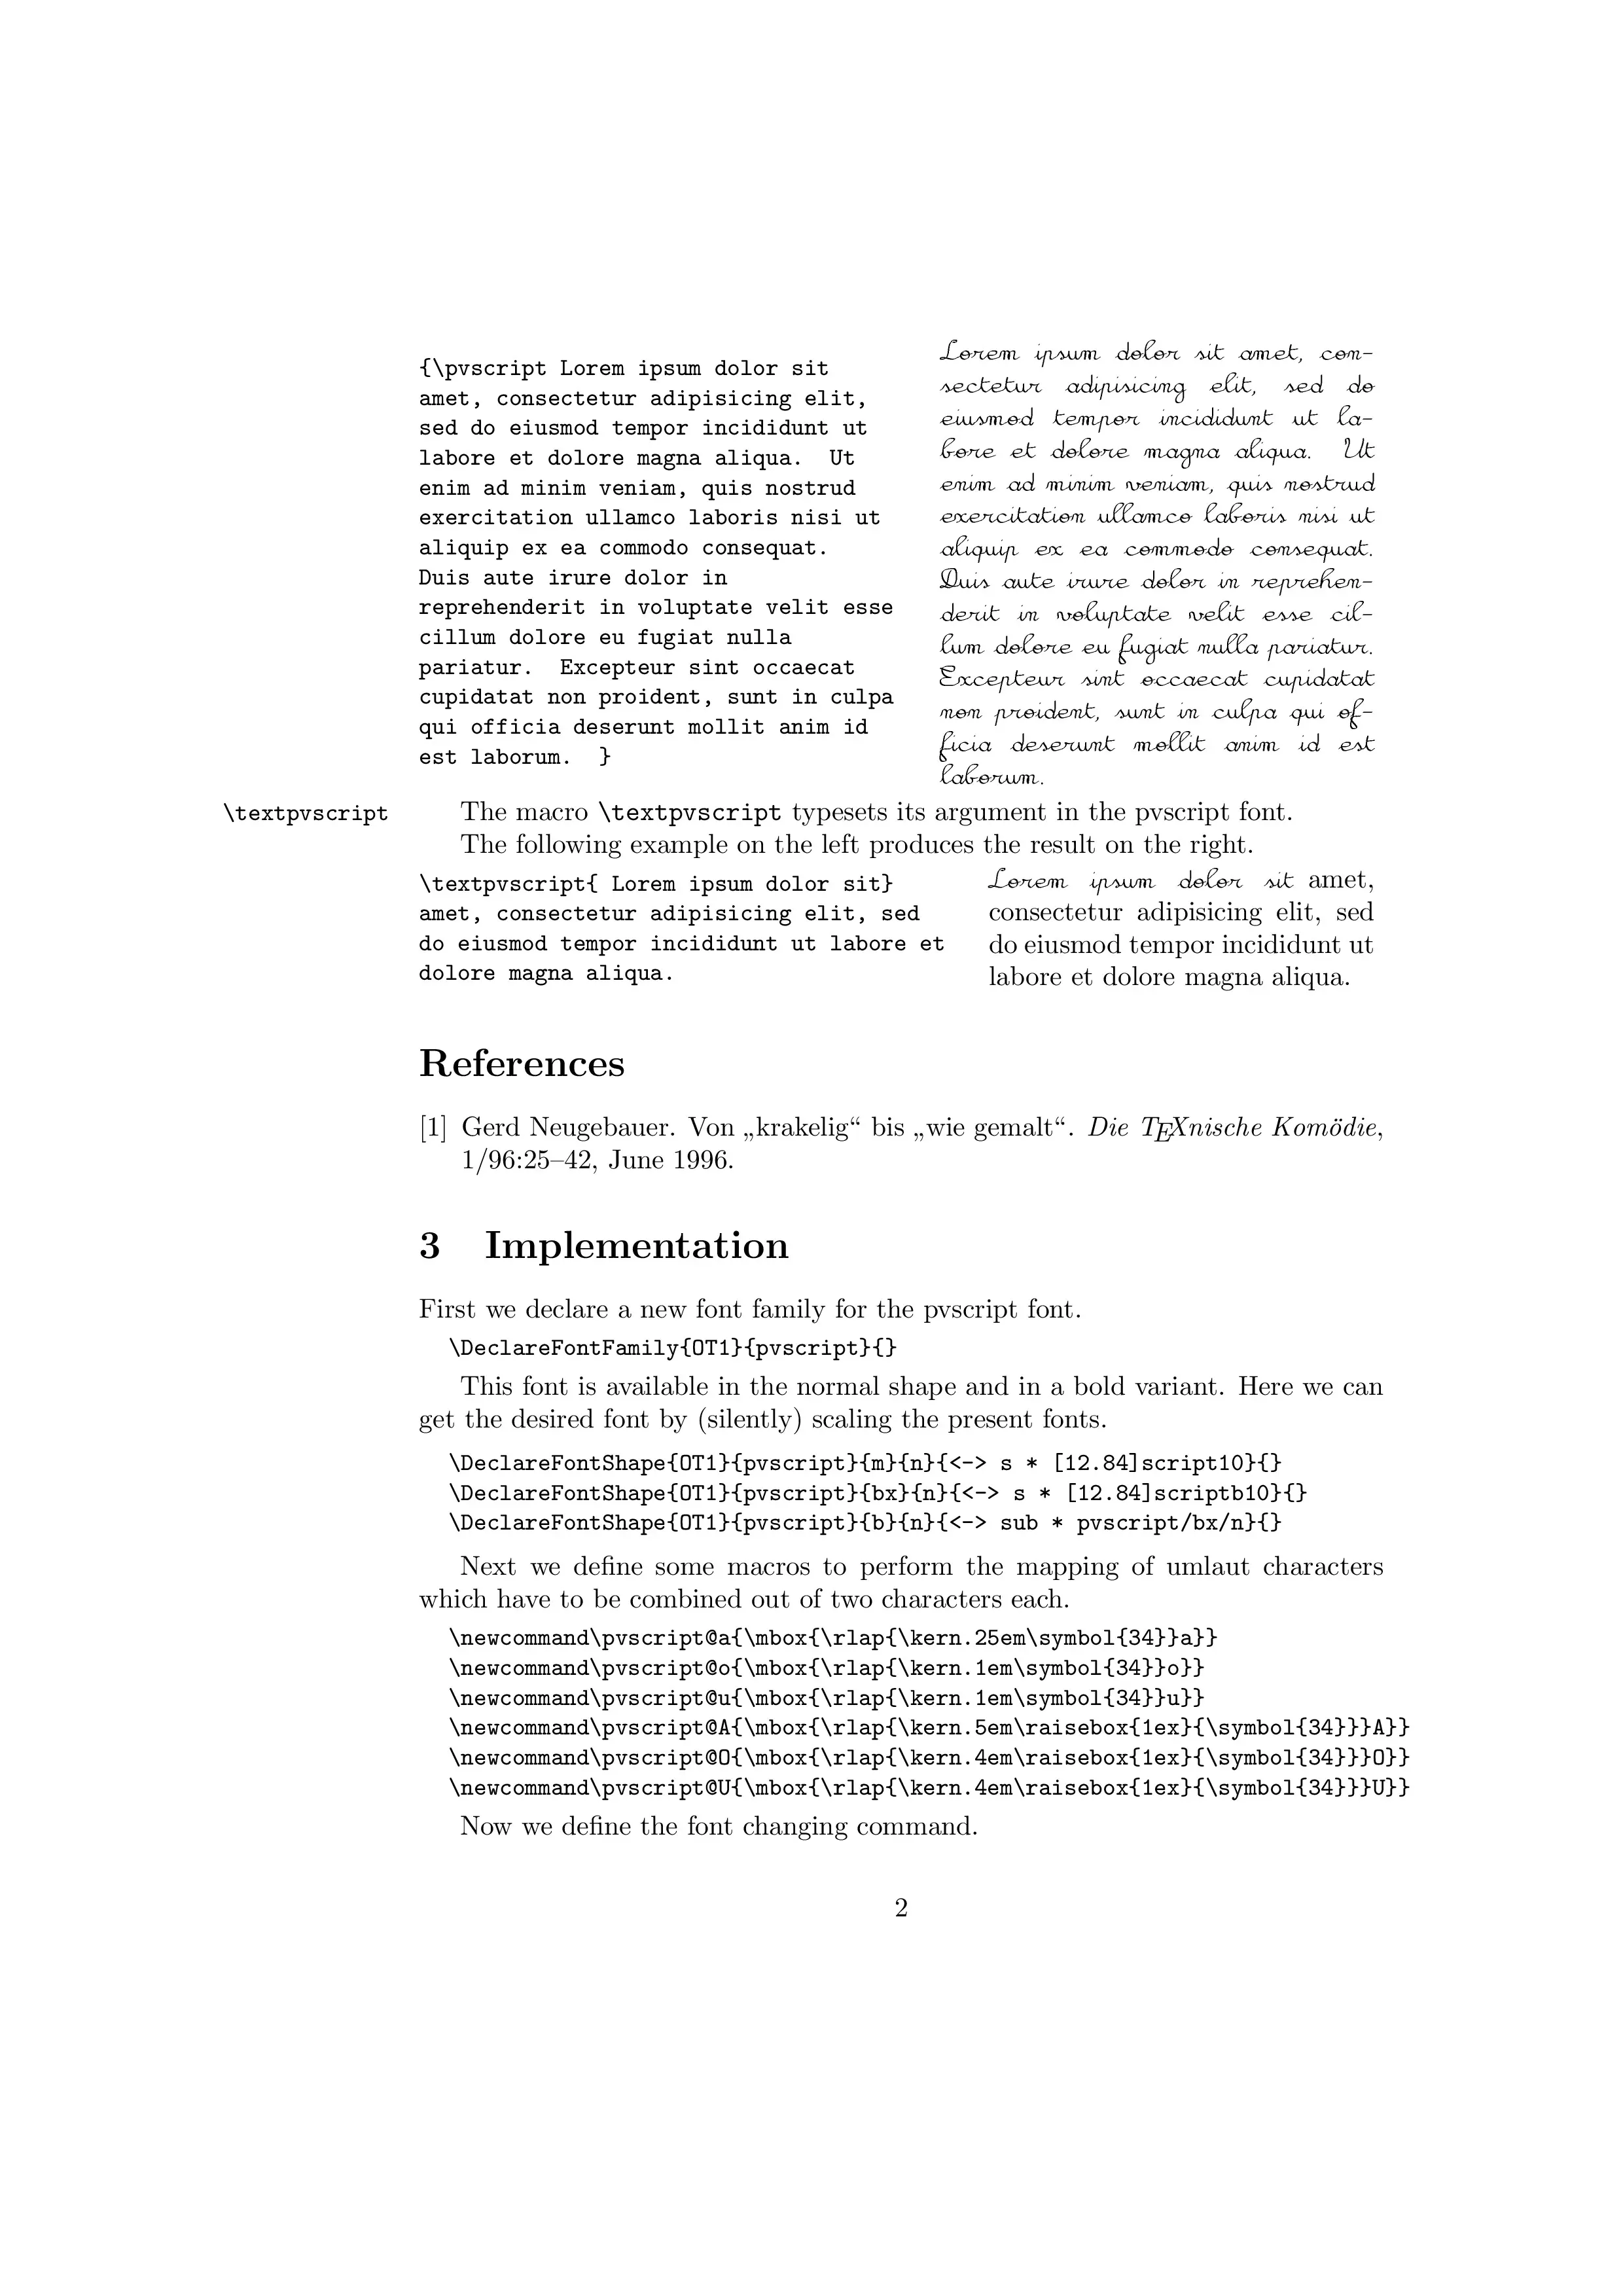 {\pvscript Lorem ipsum dolor sit
amet, consectetur adipisicing elit,
sed do eiusmod tempor incididunt ut
labore et dolore magna aliqua.  Ut
enim ad minim veniam, quis nostrud
exercitation ullamco laboris nisi ut
aliquip ex ea commodo consequat.
Duis aute irure dolor in
reprehenderit in voluptate velit esse
cillum dolore eu fugiat nulla
pariatur.  Excepteur sint occaecat
cupidatat non proident, sunt in culpa
qui officia deserunt mollit anim id
est laborum.  }
Lorem ipsum dolor sit amet, con-
sectetur adipisicing elit, sed do
eiusmod tempor incididunt ut la-
bore et dolore magna aliqua. Ut
enim ad minim veniam, quis nostrud
exercitation ullamco laboris nisi ut
aliquip ex ea commodo consequat.
Duis aute irure dolor in reprehen-
derit in voluptate velit esse cil-
lum dolore eu fugiat nulla pariatur.
Excepteur sint occaecat cupidatat
non proident, sunt in culpa qui of-
ficia deserunt mollit anim id est
laborum.
\textpvscript The macro \textpvscript typesets its argument in the pvscript font.
The following example on the left produces the result on the right.
\textpvscript{ Lorem ipsum dolor sit}
amet, consectetur adipisicing elit, sed
do eiusmod tempor incididunt ut labore et
dolore magna aliqua.
Lorem ipsum dolor sit amet,
consectetur adipisicing elit, sed
do eiusmod tempor incididunt ut
labore et dolore magna aliqua.
References
[1] Gerd Neugebauer. Von „krakelig“ bis „wie gemalt“. Die TEXnische Komödie,
1/96:25–42, June 1996.
3 Implementation
First we declare a new font family for the pvscript font.
\DeclareFontFamily{OT1}{pvscript}{}
This font is available in the normal shape and in a bold variant. Here we can
get the desired font by (silently) scaling the present fonts.
\DeclareFontShape{OT1}{pvscript}{m}{n}{<-> s * [12.84]script10}{}
\DeclareFontShape{OT1}{pvscript}{bx}{n}{<-> s * [12.84]scriptb10}{}
\DeclareFontShape{OT1}{pvscript}{b}{n}{<-> sub * pvscript/bx/n}{}
Next we define some macros to perform the mapping of umlaut characters
which have to be combined out of two characters each.
\newcommand\pvscript@a{\mbox{\rlap{\kern.25em\symbol{34}}a}}
\newcommand\pvscript@o{\mbox{\rlap{\kern.1em\symbol{34}}o}}
\newcommand\pvscript@u{\mbox{\rlap{\kern.1em\symbol{34}}u}}
\newcommand\pvscript@A{\mbox{\rlap{\kern.5em\raisebox{1ex}{\symbol{34}}}A}}
\newcommand\pvscript@O{\mbox{\rlap{\kern.4em\raisebox{1ex}{\symbol{34}}}O}}
\newcommand\pvscript@U{\mbox{\rlap{\kern.4em\raisebox{1ex}{\symbol{34}}}U}}
Now we define the font changing command.
2